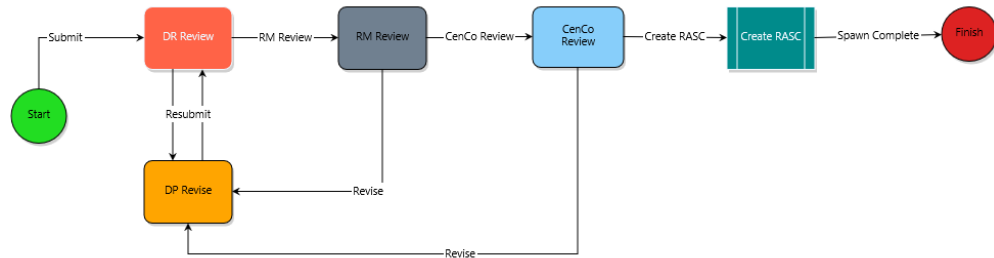 Submit
DR Review
RM Review
RM Review
CenCo Review
CenCo
Review
Create RASC
Create RASC
Spawn Complete
Finish
Start
Resubmit
DP Revise
Revise
Revise